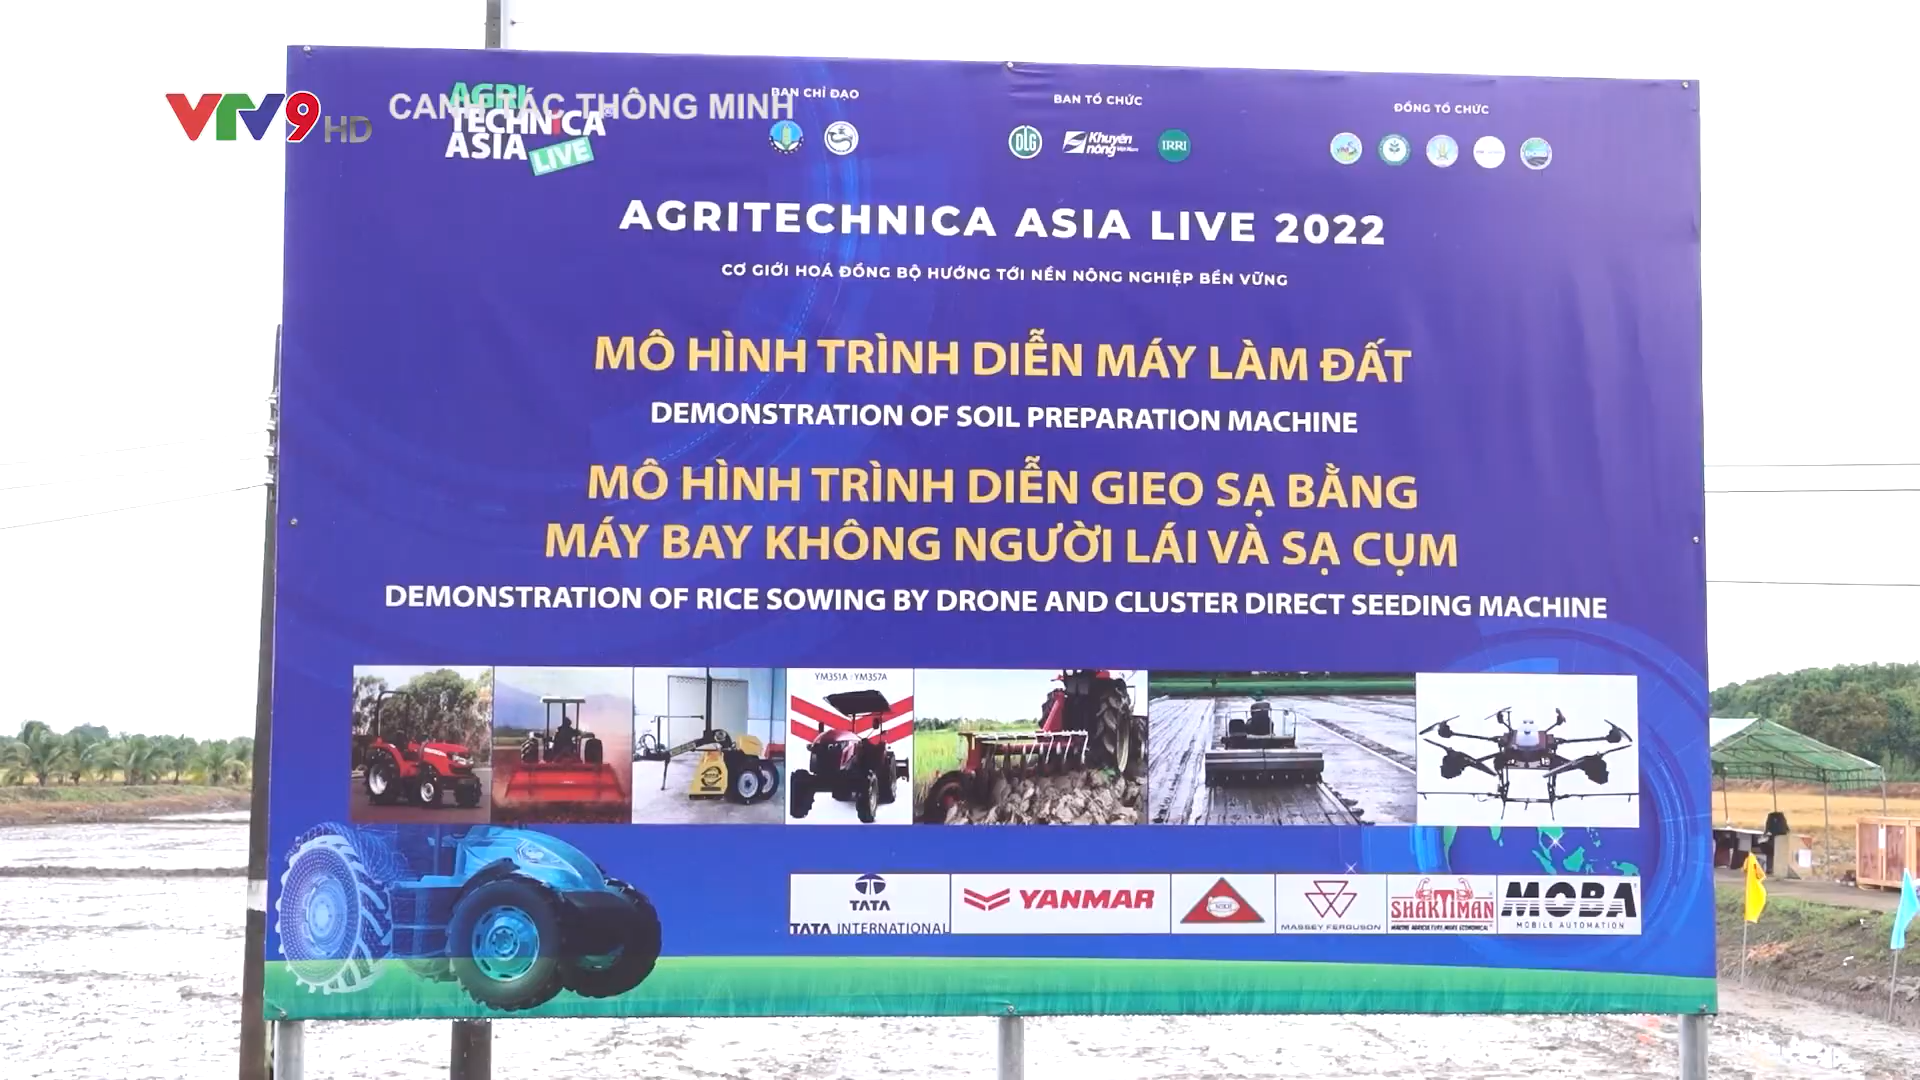 VTV9 HD
CANH TÁC THÔNG MINH
AGRI
TECHNICA
ASIA
LIVE
BAN CHỈ ĐẠO
BAN TỔ CHỨC
ĐỒNG TỔ CHỨC
DLG
Khuyến nông Việt Nam
IRRI
AGRITECHNICA ASIA LIVE 2022
CƠ GIỚI HOÁ ĐỒNG BỘ HƯỚNG TỚI NỀN NÔNG NGHIỆP BỀN VỮNG
MÔ HÌNH TRÌNH DIỄN MÁY LÀM ĐẤT
DEMONSTRATION OF SOIL PREPARATION MACHINE
MÔ HÌNH TRÌNH DIỄN GIEO SẠ BẰNG
MÁY BAY KHÔNG NGƯỜI LÁI VÀ SẠ CỤM
DEMONSTRATION OF RICE SOWING BY DRONE AND CLUSTER DIRECT SEEDING MACHINE
YM351A / YM357A
TATA
TATA INTERNATIONAL
YANMAR
MASSEY FERGUSON
SHAKTIMAN
MOBA
MOBILE AUTOMATION